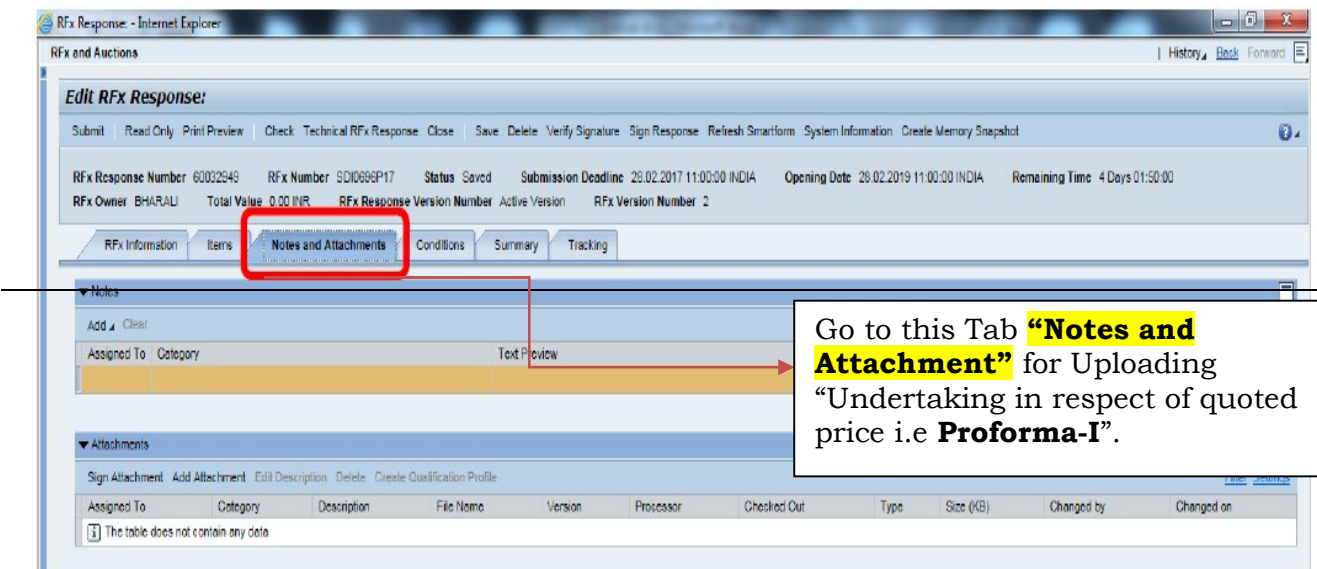 RFx Response: - Internet Explorer
RFx and Auctions | History Back Forward
Edit RFx Response:
Submit Read Only Print Preview Check Technical RFx Response Close Save Delete Verify Signature Sign Response Refresh Smartform System Information Create Memory Snapshot
RFx Response Number 60032949 RFx Number SDI0696P17 Status Saved Submission Deadline 28.02.2017 11:00:00 INDIA Opening Date 28.02.2019 11:00:00 INDIA Remaining Time 4 Days 01:50:00
RFx Owner BHARALI Total Value 0.00 INR RFx Response Version Number Active Version RFx Version Number 2
RFx Information Items Notes and Attachments Conditions Summary Tracking
Notes
Add Clear
Assigned To Category Text Preview
Go to this Tab “Notes and
Attachment” for Uploading
“Undertaking in respect of quoted
price i.e Proforma-I”.
Attachments
Sign Attachment Add Attachment Edit Description Delete Create Qualification Profile Filter Settings
Assigned To Category Description File Name Version Processor Checked Out Type Size (KB) Changed by Changed on
The table does not contain any data